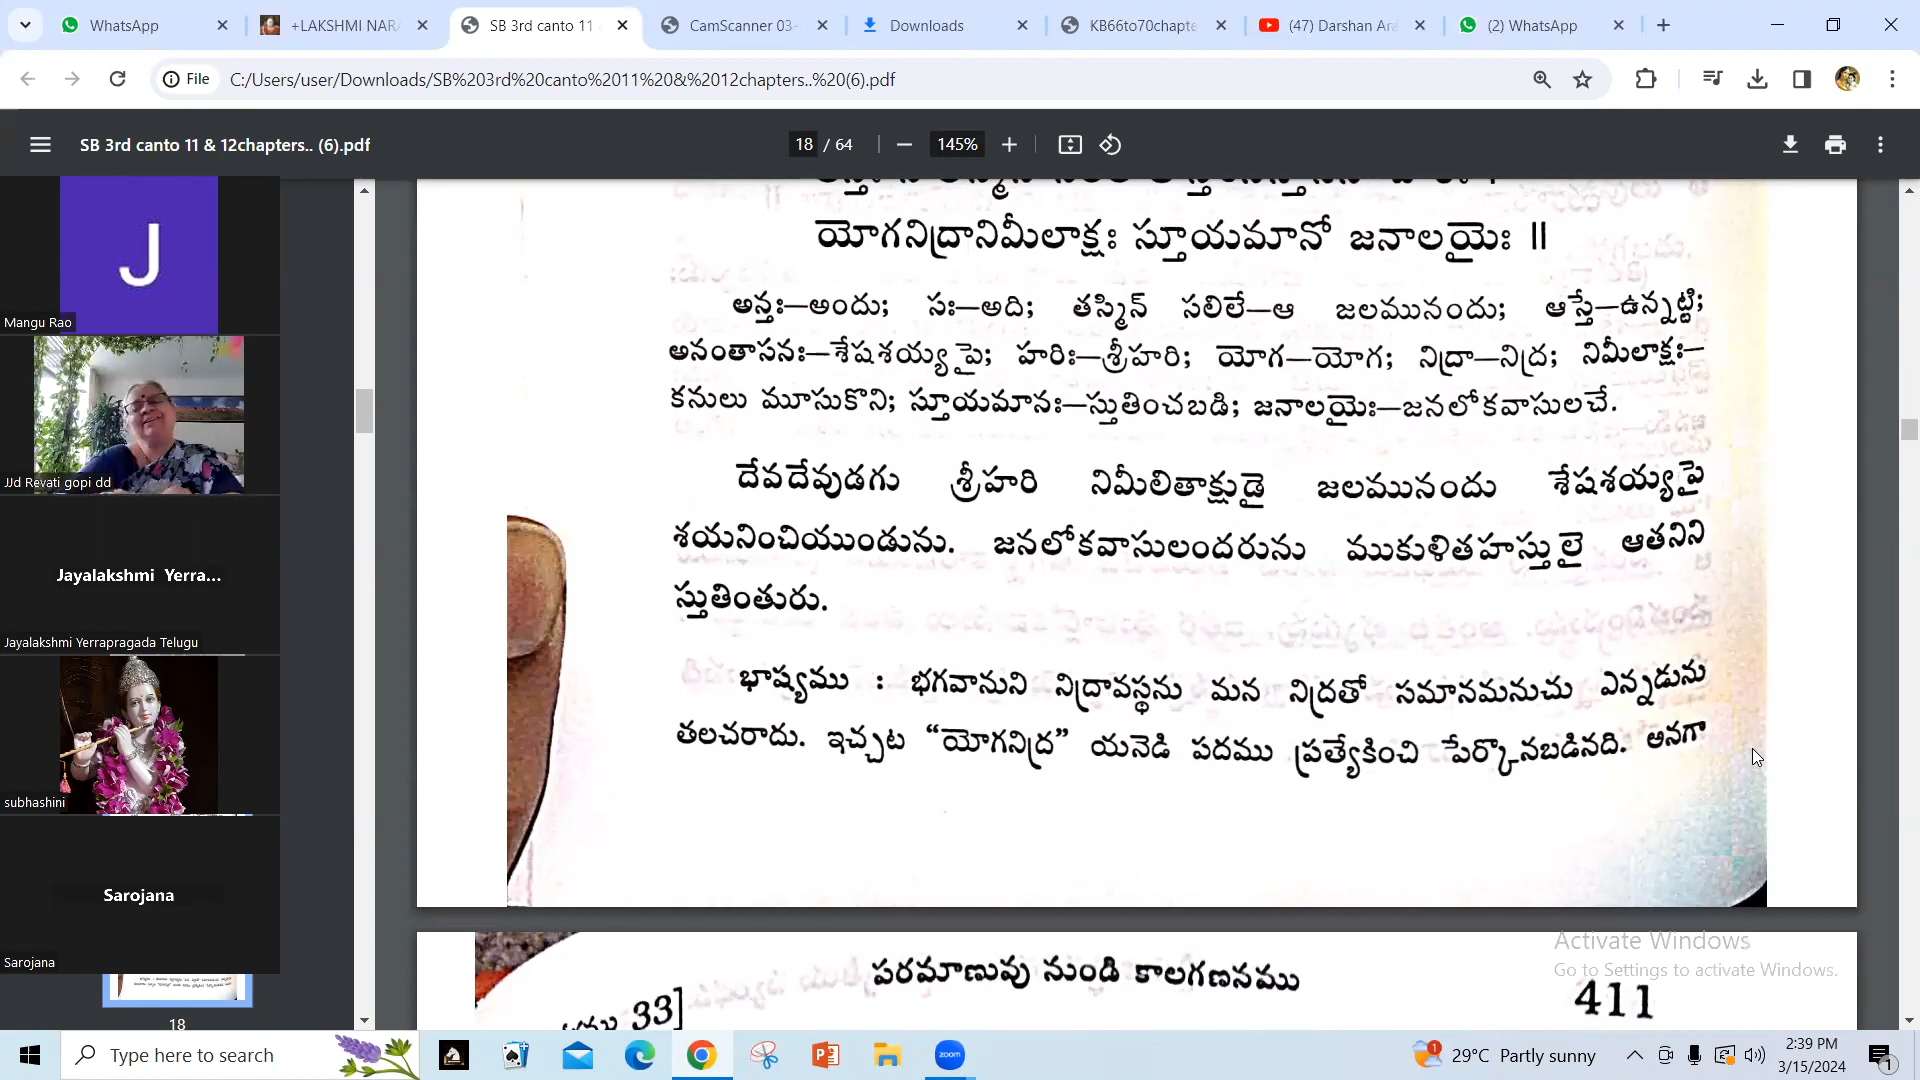 WhatsApp
+LAKSHMI NARA
SB 3rd canto 11
CamScanner 03-
Downloads
KB66to70chapte
(47) Darshan Ara
(2) WhatsApp
File
C:/Users/user/Downloads/SB%203rd%20canto%2011%20&%2012chapters..%20(6).pdf
SB 3rd canto 11 & 12chapters.. (6).pdf
18 / 64
145%
యోగనిద్రానిమీలాక్షః స్తూయమానో జనాలయైః ॥
అన్తః—అందు; సః—అది; తస్మిన్ సలిలే—ఆ జలమునందు; ఆస్తే—ఉన్నట్టి;
అనంతాసనః—శేషశయ్యపై; హరిః—శ్రీహరి; యోగ—యోగ; నిద్రా—నిద్ర; నిమీలాక్షః—
కనులు మూసుకొని; స్తూయమానః—స్తుతించబడి; జనాలయైః—జనలోకవాసులచే.
దేవదేవుడగు శ్రీహరి నిమీలితాక్షుడై జలమునందు శేషశయ్యపై
శయనించియుండును. జనలోకవాసులందరును ముకుళితహస్తులై ఆతనిని
స్తుతింతురు.
భాష్యము : భగవానుని నిద్రావస్థను మన నిద్రతో సమానమనుచు ఎన్నడును
తలచరాదు. ఇచ్చట “యోగనిద్ర” యనెడి పదము ప్రత్యేకించి పేర్కొనబడినది. అనగా
పరమాణువు నుండి కాలగణనము
33]
411
J
Mangu Rao
JJd Revati gopi dd
Jayalakshmi Yerra...
Jayalakshmi Yerrapragada Telugu
subhashini
Sarojana
Sarojana
18
Activate Windows
Go to Settings to activate Windows.
Type here to search
zoom
1
29°C Partly sunny
2:39 PM
3/15/2024
1